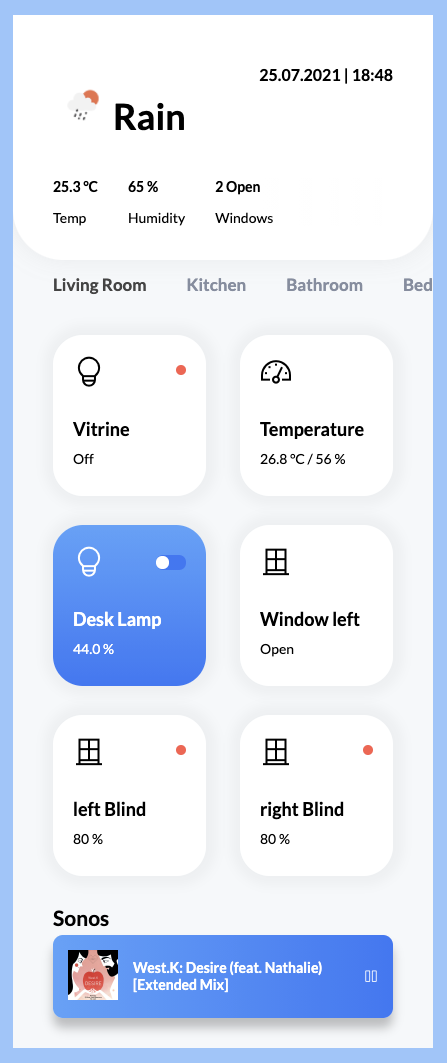 25.07.2021 | 18:48
Rain
25.3 °C 65 % 2 Open
Temp Humidity Windows
Living Room Kitchen Bathroom Bed
Vitrine
Off
Temperature
26.8 °C / 56 %
Desk Lamp
44.0 %
Window left
Open
left Blind
80 %
right Blind
80 %
Sonos
West.K: Desire (feat. Nathalie)
[Extended Mix]